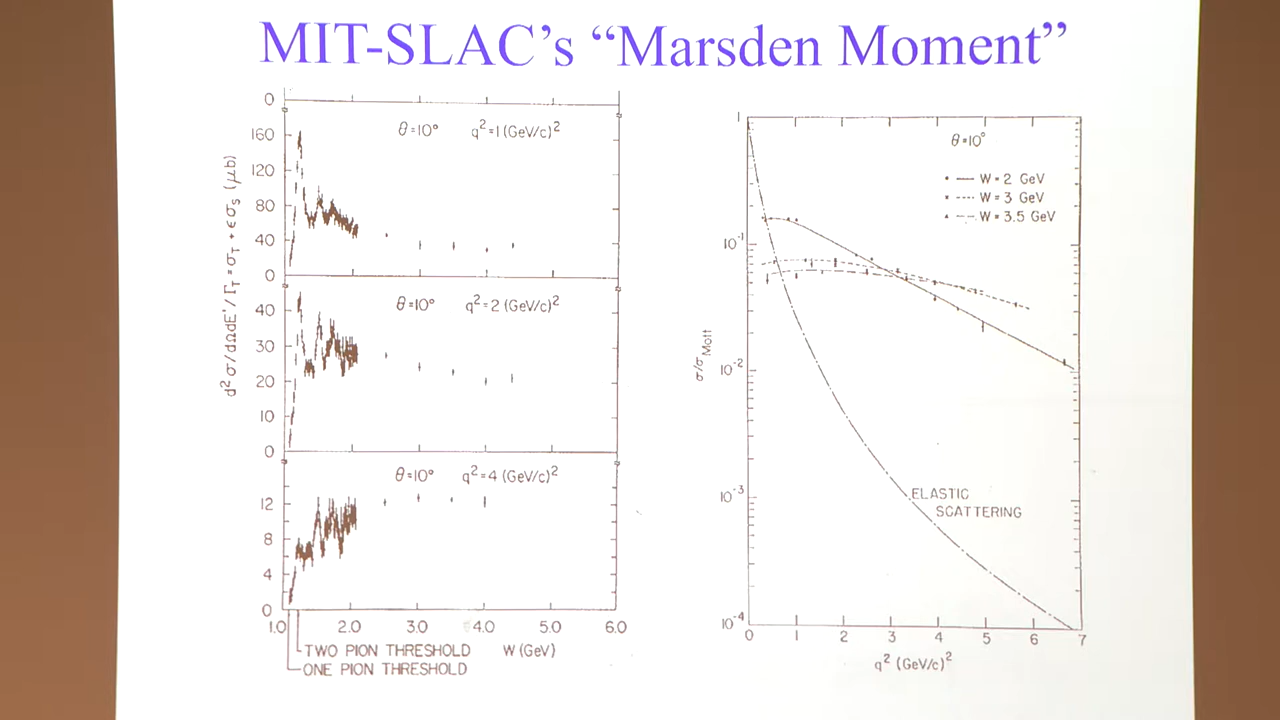 MIT-SLAC's “Marsden Moment”
d²σ/dΩdE'/Γ_T = σ_T + εσ_S (μb)
0
θ=10° q²=1 (GeV/c)²
160
120
80
40
0
θ=10° q²=2 (GeV/c)²
40
30
20
10
0
θ=10° q²=4 (GeV/c)²
12
8
4
0
1.0 2.0 3.0 4.0 5.0 6.0
TWO PION THRESHOLD W (GeV)
ONE PION THRESHOLD
σ/σ_Mott
1
θ=10°
W = 2 GeV
W = 3 GeV
W = 3.5 GeV
10⁻¹
10⁻²
10⁻³
ELASTIC
SCATTERING
10⁻⁴
0 1 2 3 4 5 6 7
q² (GeV/c)²